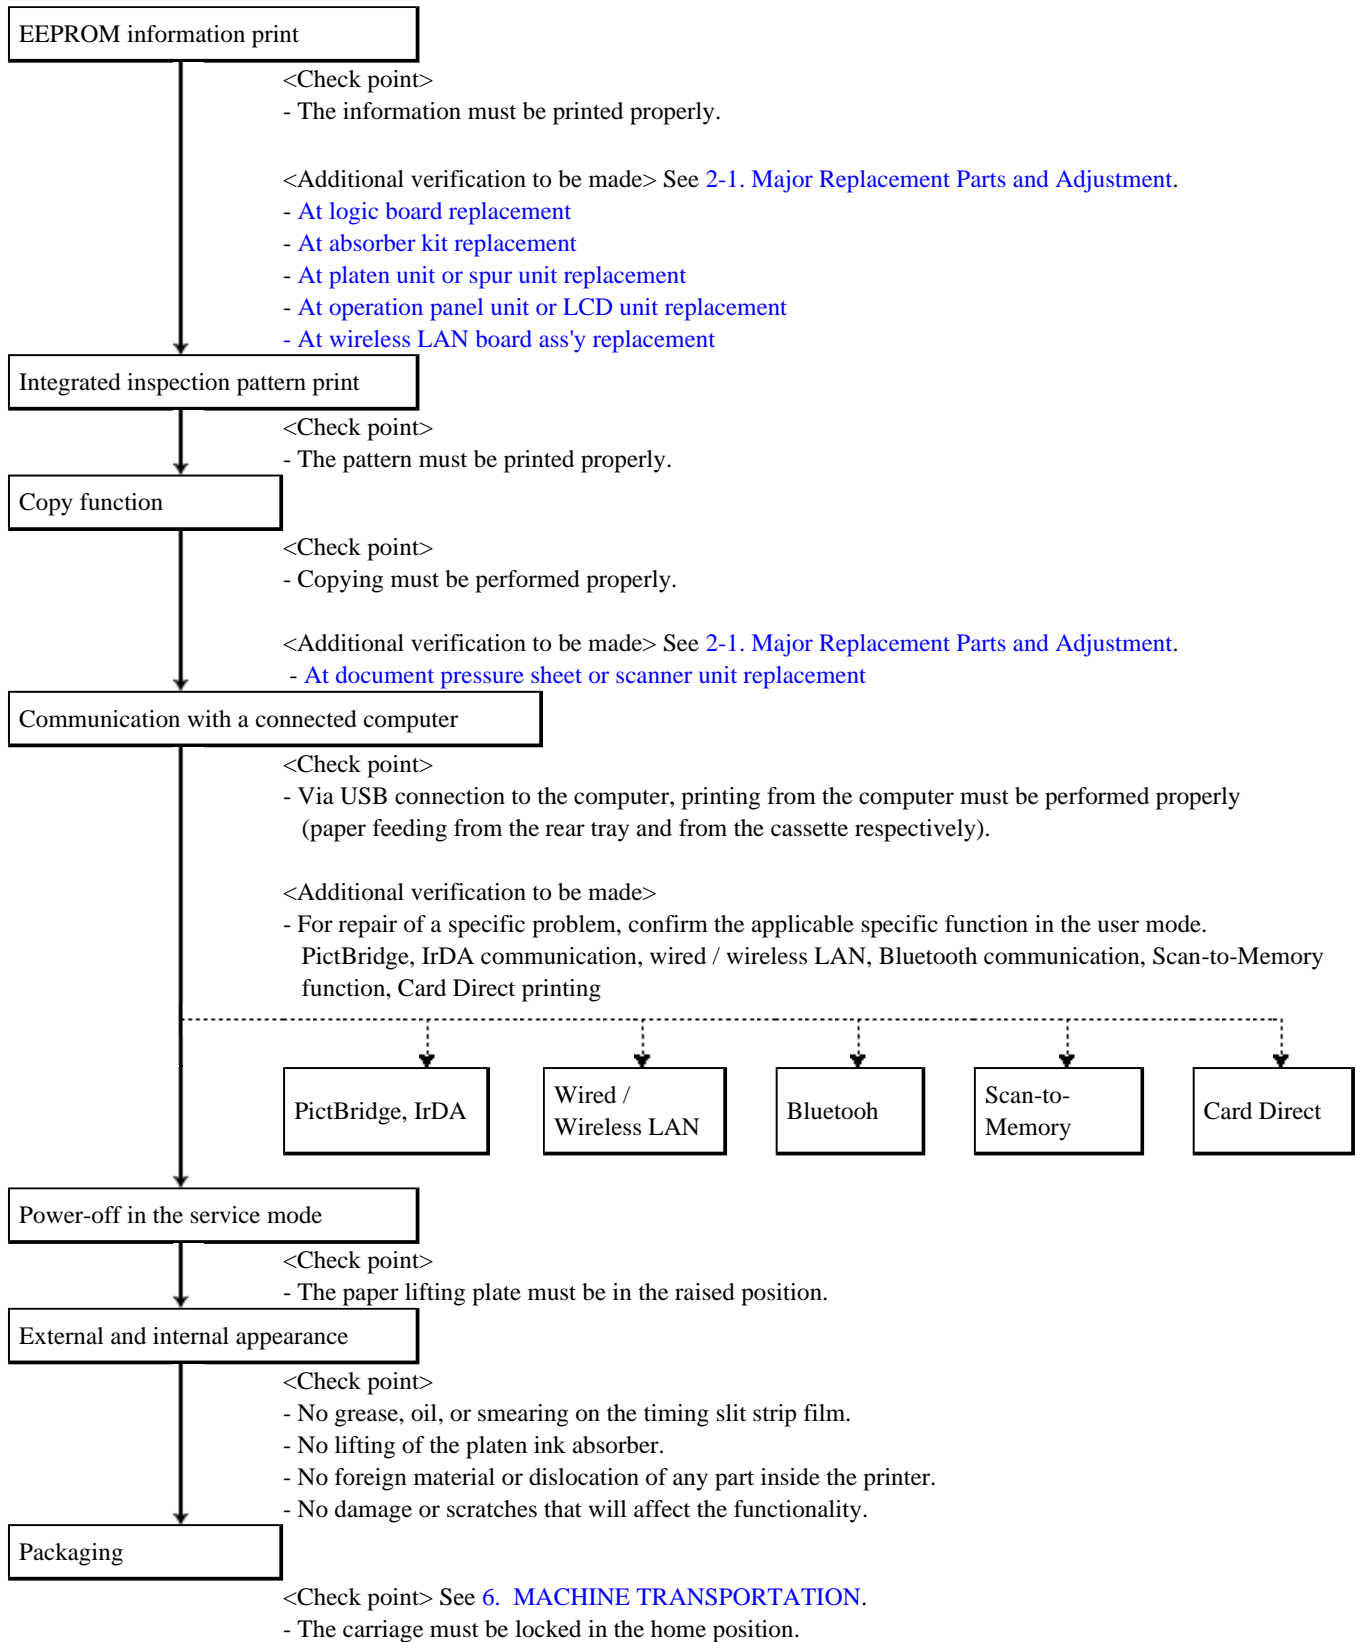 EEPROM information print
<Check point>
- The information must be printed properly.
<Additional verification to be made> See 2-1. Major Replacement Parts and Adjustment.
- At logic board replacement
- At absorber kit replacement
- At platen unit or spur unit replacement
- At operation panel unit or LCD unit replacement
- At wireless LAN board ass'y replacement
Integrated inspection pattern print
<Check point>
- The pattern must be printed properly.
Copy function
<Check point>
- Copying must be performed properly.
<Additional verification to be made> See 2-1. Major Replacement Parts and Adjustment.
- At document pressure sheet or scanner unit replacement
Communication with a connected computer
<Check point>
- Via USB connection to the computer, printing from the computer must be performed properly
(paper feeding from the rear tray and from the cassette respectively).
<Additional verification to be made>
- For repair of a specific problem, confirm the applicable specific function in the user mode.
PictBridge, IrDA communication, wired / wireless LAN, Bluetooth communication, Scan-to-Memory
function, Card Direct printing
PictBridge, IrDA
Wired /
Wireless LAN
Bluetooh
Scan-to-
Memory
Card Direct
Power-off in the service mode
<Check point>
- The paper lifting plate must be in the raised position.
External and internal appearance
<Check point>
- No grease, oil, or smearing on the timing slit strip film.
- No lifting of the platen ink absorber.
- No foreign material or dislocation of any part inside the printer.
- No damage or scratches that will affect the functionality.
Packaging
<Check point> See 6. MACHINE TRANSPORTATION.
- The carriage must be locked in the home position.